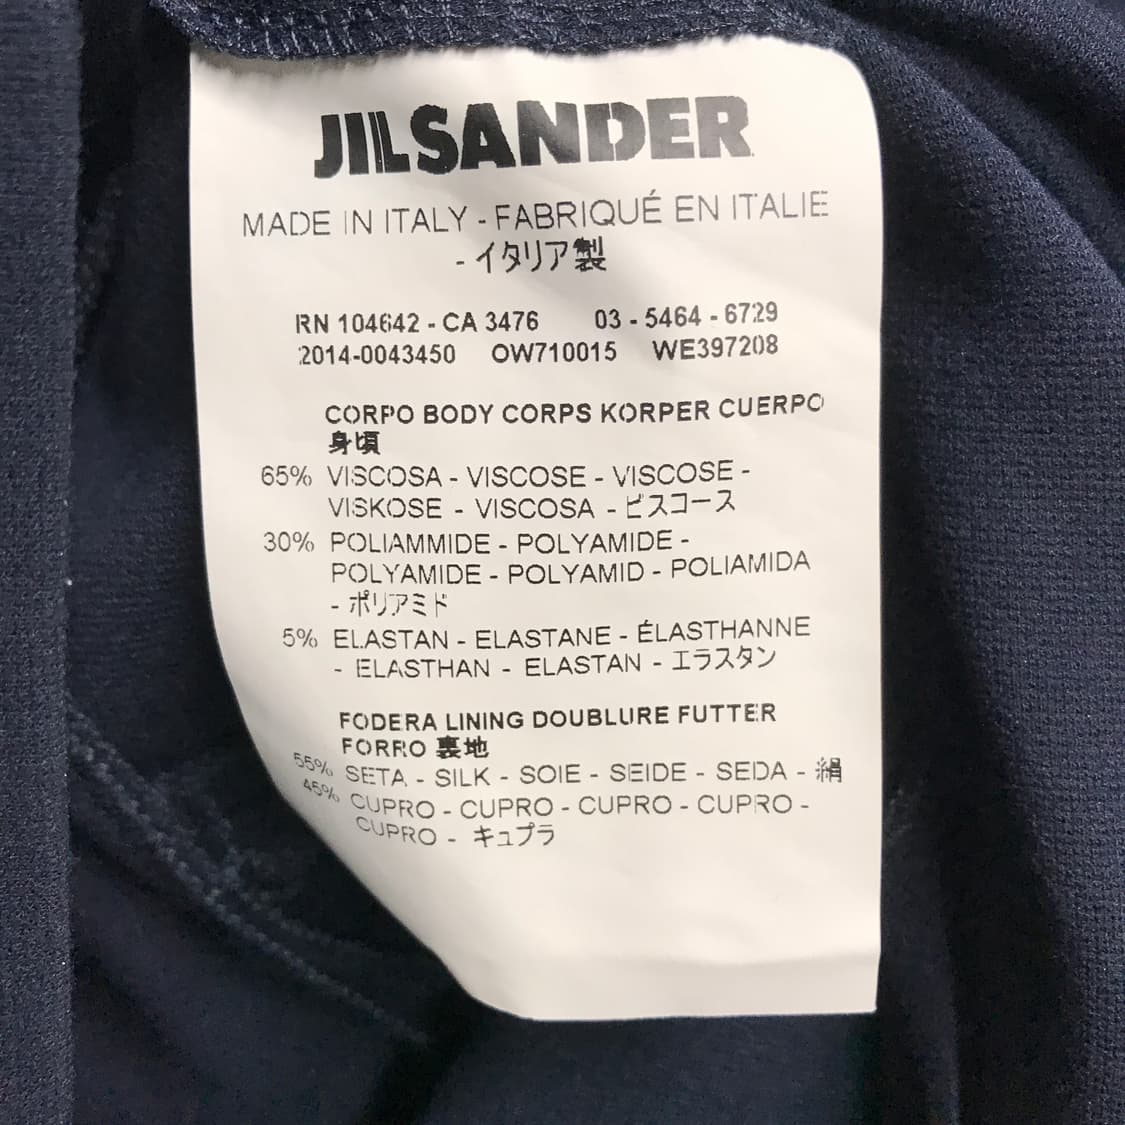 JIL SANDER
MADE IN ITALY - FABRIQUÉ EN ITALIE
- イタリア製
RN 104642 - CA 3476 03 - 5464 - 6729
2014-0043450 OW710015 WE397208
CORPO BODY CORPS KORPER CUERPO
身頃
65% VISCOSA - VISCOSE - VISCOSE -
VISKOSE - VISCOSA - ビスコース
30% POLIAMMIDE - POLYAMIDE -
POLYAMIDE - POLYAMID - POLIAMIDA
- ポリアミド
5% ELASTAN - ELASTANE - ÉLASTHANNE
- ELASTHAN - ELASTAN - エラスタン
FODERA LINING DOUBLURE FUTTER
FORRO 裏地
55% SETA - SILK - SOIE - SEIDE - SEDA - 絹
45% CUPRO - CUPRO - CUPRO - CUPRO -
CUPRO - キュプラ